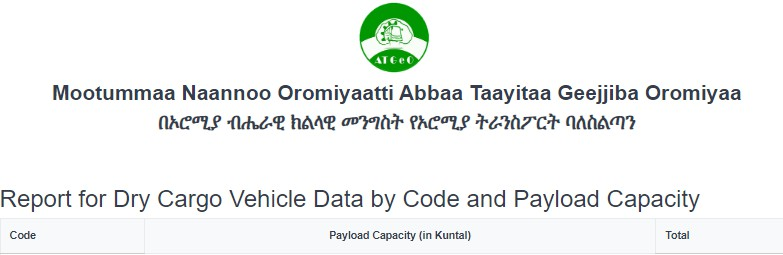 ATGeO
Mootummaa Naannoo Oromiyaatti Abbaa Taayitaa Geejjiba Oromiyaa
በኦሮሚያ ብሔራዊ ክልላዊ መንግስት የኦሮሚያ ትራንስፖርት ባለስልጣን
Report for Dry Cargo Vehicle Data by Code and Payload Capacity
Code Payload Capacity (in Kuntal) Total